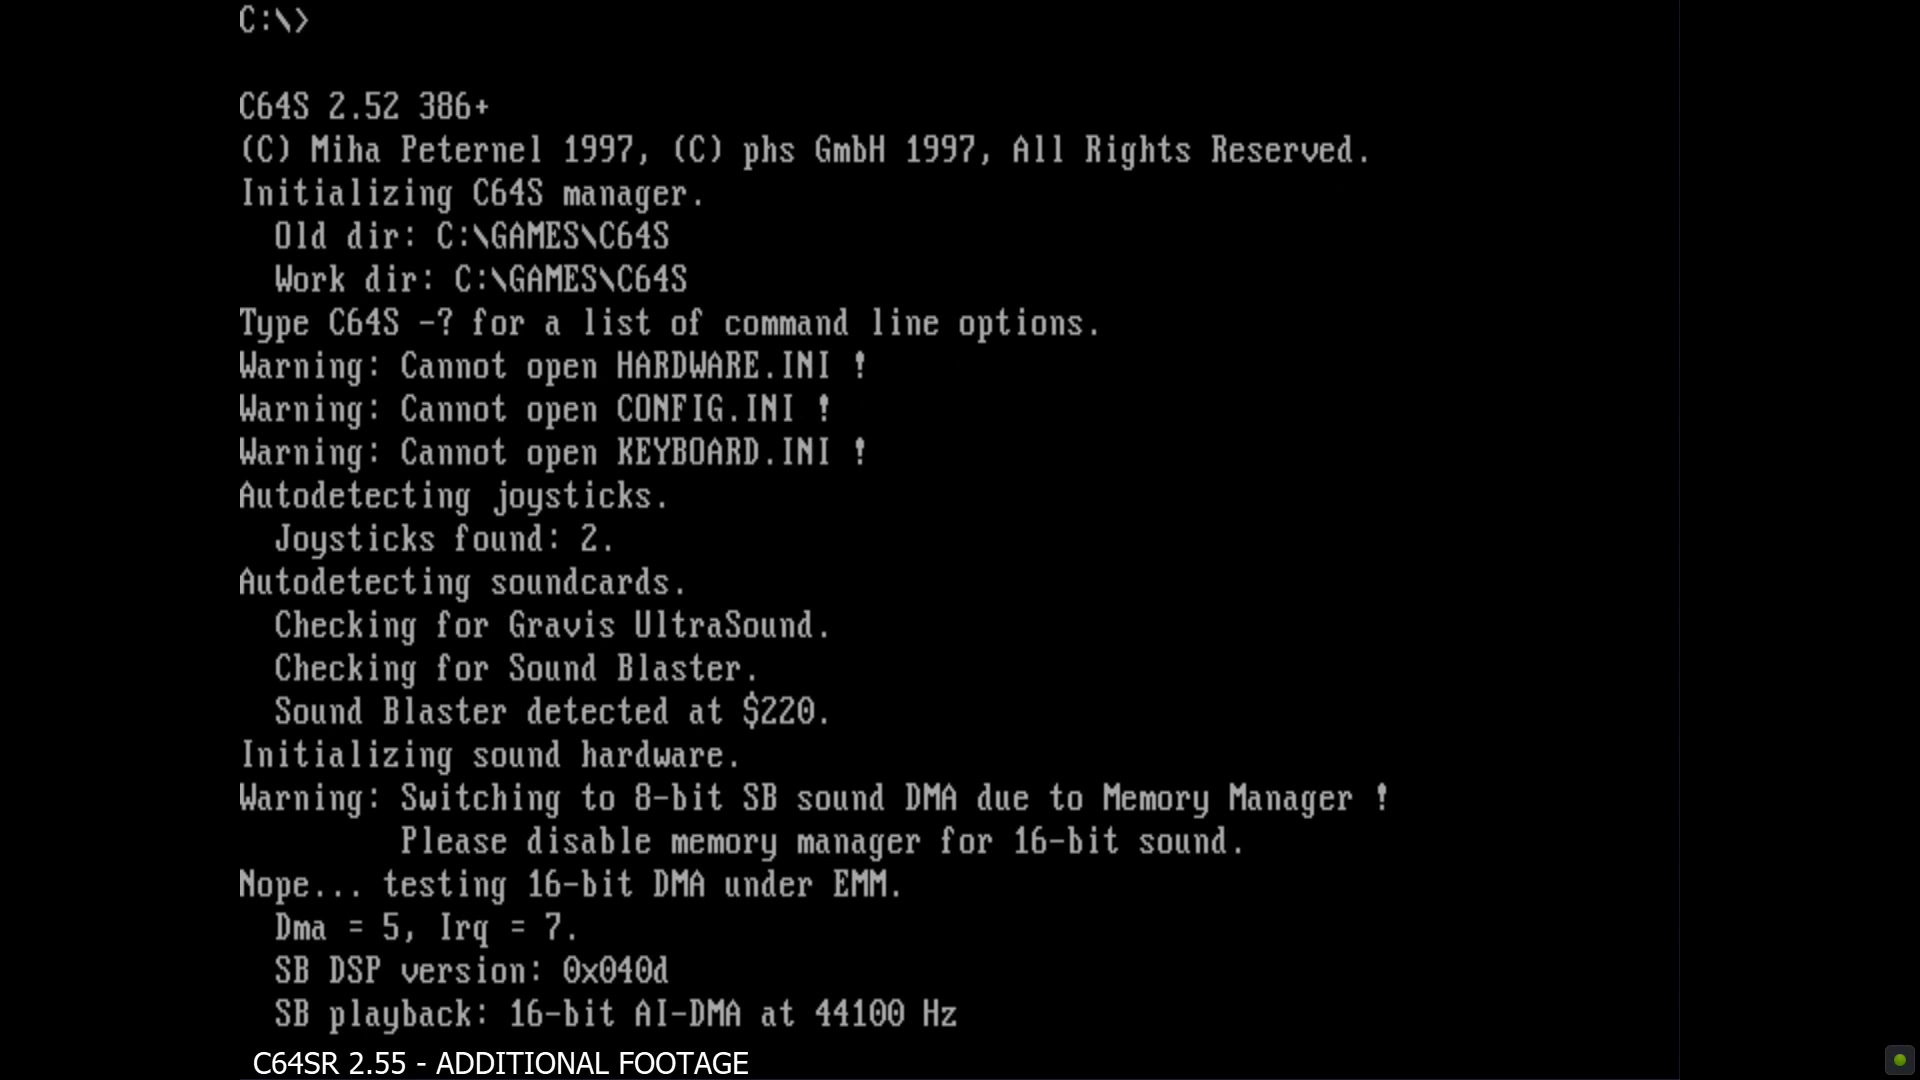 C:\>
C64S 2.52 386+
(C) Miha Peternel 1997, (C) phs GmbH 1997, All Rights Reserved.
Initializing C64S manager.
Old dir: C:\GAMES\C64S
Work dir: C:\GAMES\C64S
Type C64S -? for a list of command line options.
Warning: Cannot open HARDWARE.INI !
Warning: Cannot open CONFIG.INI !
Warning: Cannot open KEYBOARD.INI !
Autodetecting joysticks.
Joysticks found: 2.
Autodetecting soundcards.
Checking for Gravis UltraSound.
Checking for Sound Blaster.
Sound Blaster detected at $220.
Initializing sound hardware.
Warning: Switching to 8-bit SB sound DMA due to Memory Manager !
Please disable memory manager for 16-bit sound.
Nope... testing 16-bit DMA under EMM.
Dma = 5, Irq = 7.
SB DSP version: 0x040d
SB playback: 16-bit AI-DMA at 44100 Hz
C64SR 2.55 - ADDITIONAL FOOTAGE